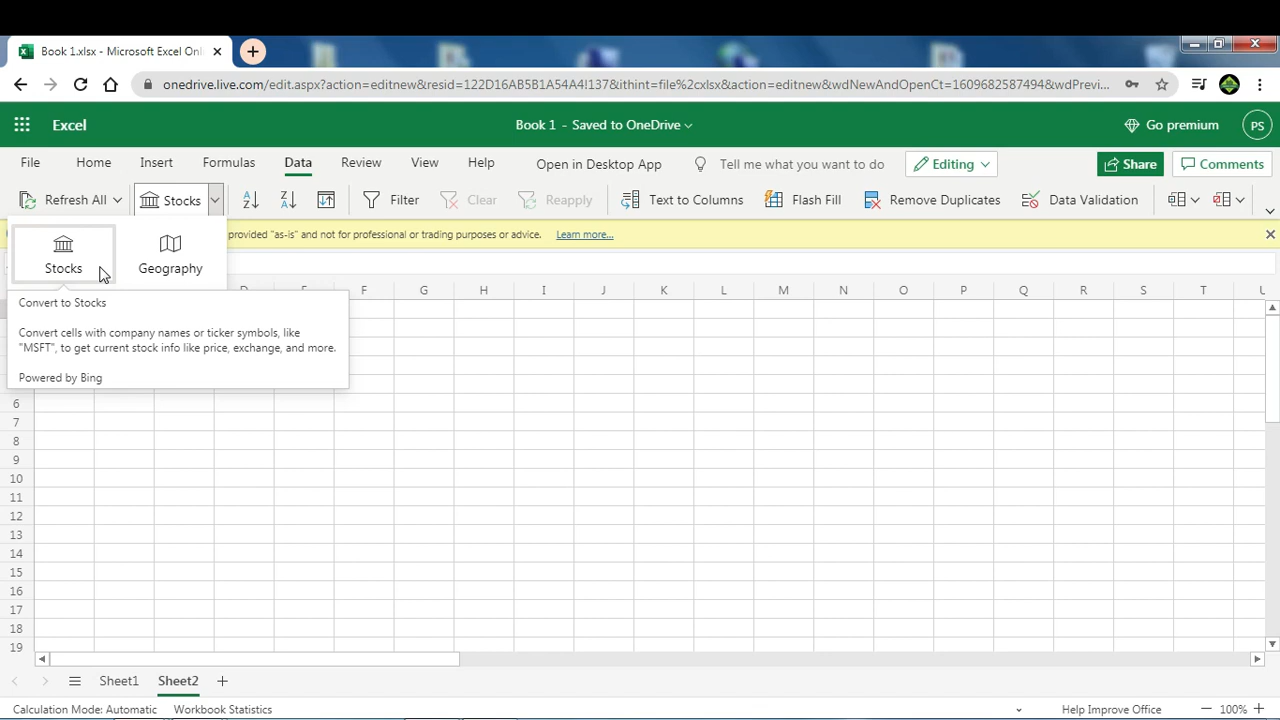 Book 1.xlsx - Microsoft Excel Onli
onedrive.live.com/edit.aspx?action=editnew&resid=122D16AB5B1A54A4!137&ithint=file%2cxlsx&action=editnew&wdNewAndOpenCt=1609682587494&wdPrevi...
Excel
Book 1 - Saved to OneDrive
Go premium
PS
File Home Insert Formulas Data Review View Help Open in Desktop App Tell me what you want to do Editing Share Comments
Refresh All Stocks Filter Clear Reapply Text to Columns Flash Fill Remove Duplicates Data Validation
provided "as-is" and not for professional or trading purposes or advice. Learn more...
Stocks Geography
F G H I J K L M N O P Q R S T U
Convert to Stocks
Convert cells with company names or ticker symbols, like
"MSFT", to get current stock info like price, exchange, and more.
Powered by Bing
6
7
8
9
10
11
12
13
14
15
16
17
18
19
Sheet1 Sheet2
Calculation Mode: Automatic Workbook Statistics Help Improve Office 100%